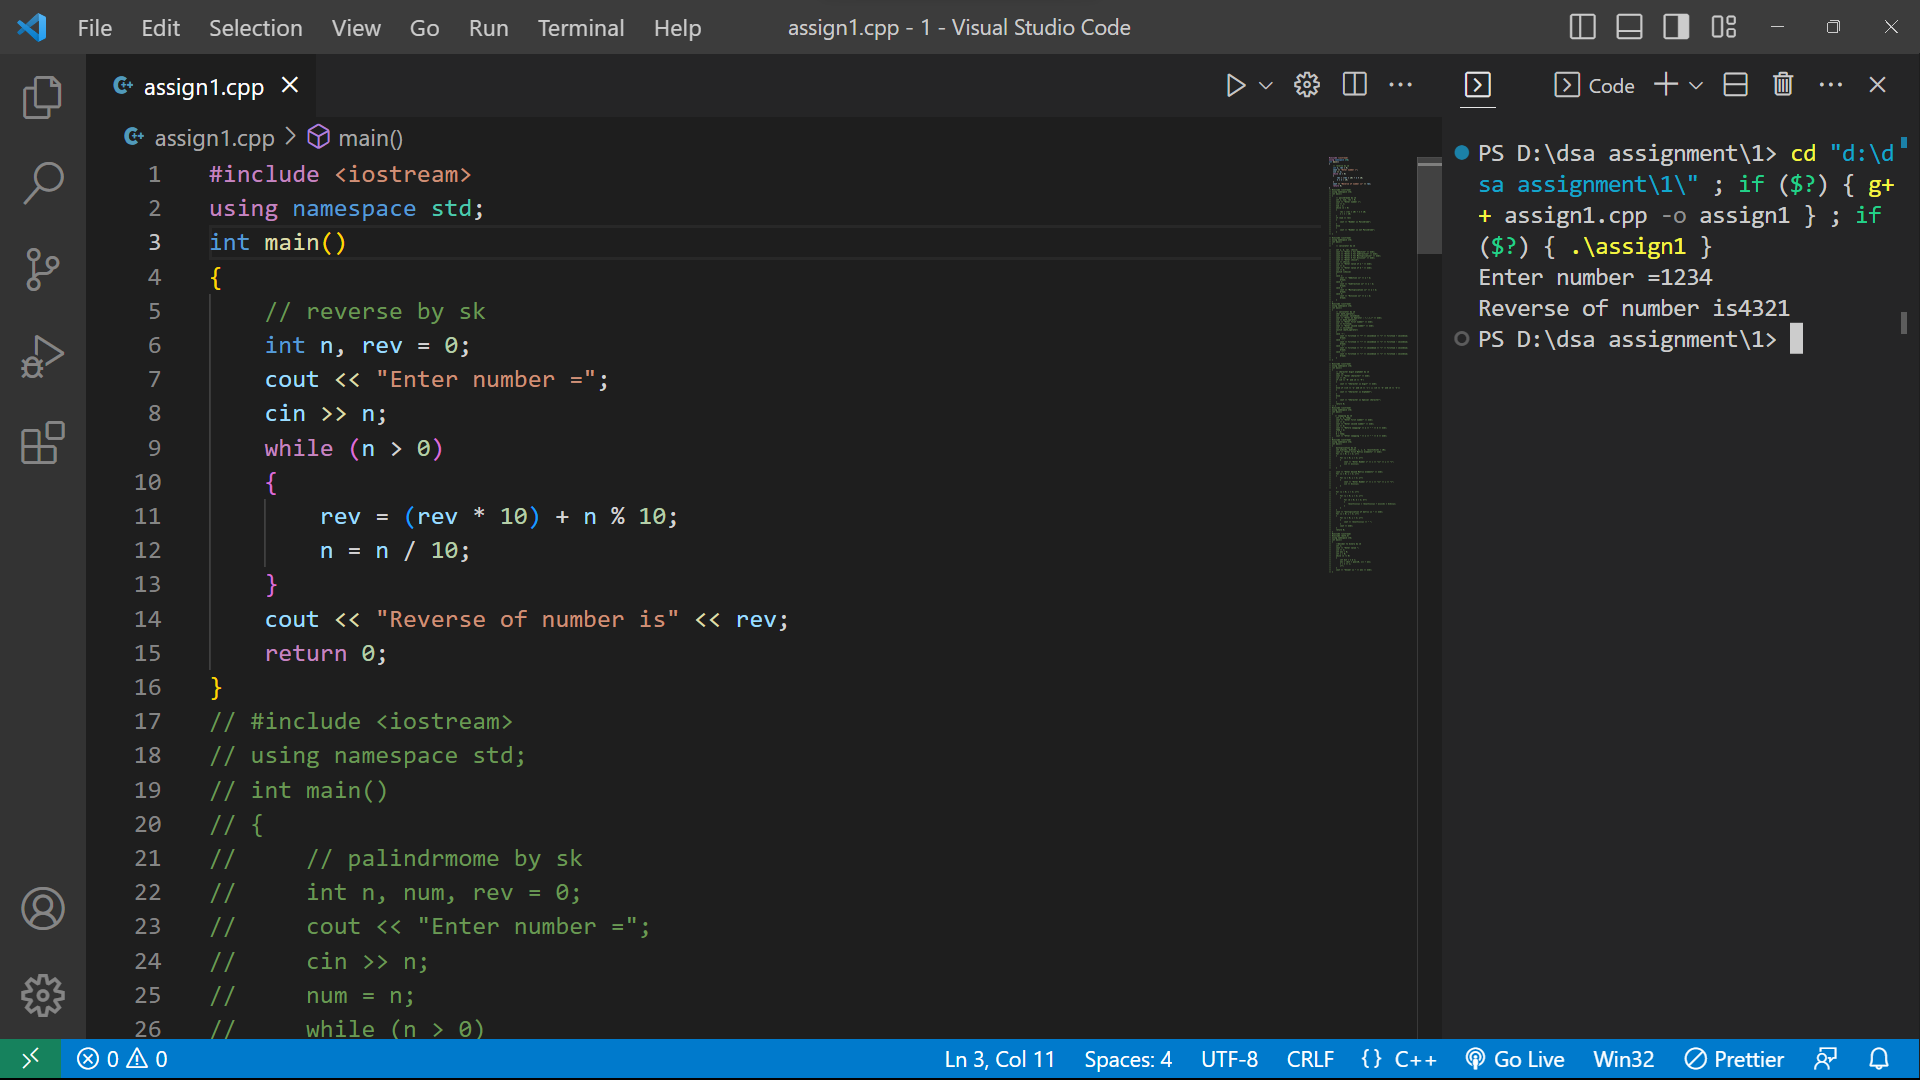 File Edit Selection View Go Run Terminal Help assign1.cpp - 1 - Visual Studio Code
assign1.cpp
assign1.cpp > main()
1 #include <iostream>
2 using namespace std;
3 int main()
4 {
5 // reverse by sk
6 int n, rev = 0;
7 cout << "Enter number =";
8 cin >> n;
9 while (n > 0)
10 {
11 rev = (rev * 10) + n % 10;
12 n = n / 10;
13 }
14 cout << "Reverse of number is" << rev;
15 return 0;
16 }
17 // #include <iostream>
18 // using namespace std;
19 // int main()
20 // {
21 // // palindrmome by sk
22 // int n, num, rev = 0;
23 // cout << "Enter number =";
24 // cin >> n;
25 // num = n;
26 // while (n > 0)
Code
PS D:\dsa assignment\1> cd "d:\d
sa assignment\1\" ; if ($?) { g+
+ assign1.cpp -o assign1 } ; if
($?) { .\assign1 }
Enter number =1234
Reverse of number is4321
PS D:\dsa assignment\1>
0 0 Ln 3, Col 11 Spaces: 4 UTF-8 CRLF {} C++ Go Live Win32 Prettier